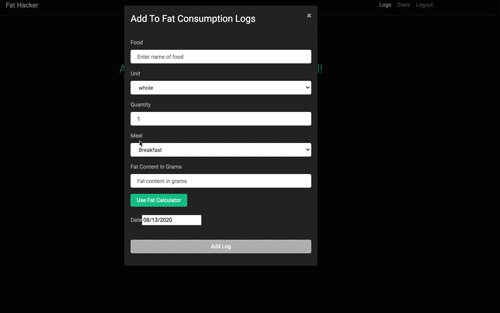 Fat Hacker
Logs Stats Logout
Add To Fat Consumption Logs ×
Food
Enter name of food
Unit
whole
Quantity
1
Meal
Breakfast
Fat Content In Grams
Fat content in grams
Use Fat Calculator
Date 08/13/2020
Add Log